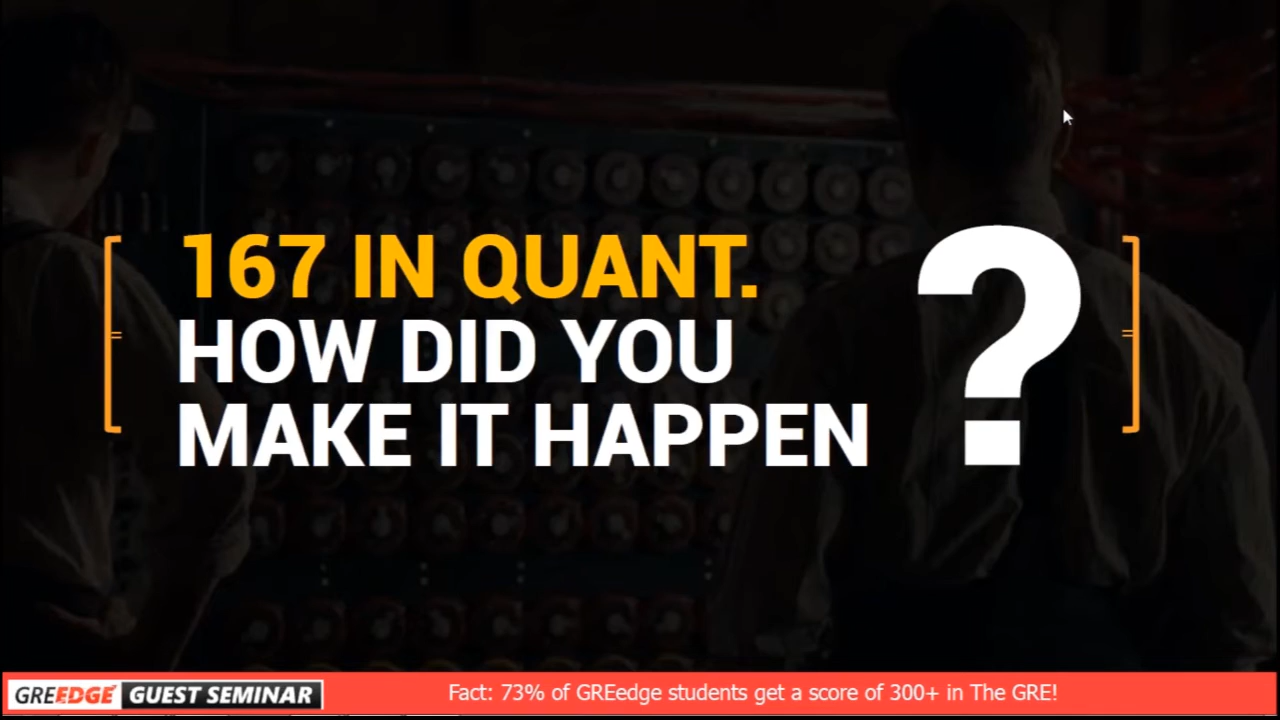 167 IN QUANT.
HOW DID YOU
MAKE IT HAPPEN
?
GREEDGE GUEST SEMINAR
Fact: 73% of GREedge students get a score of 300+ in The GRE!